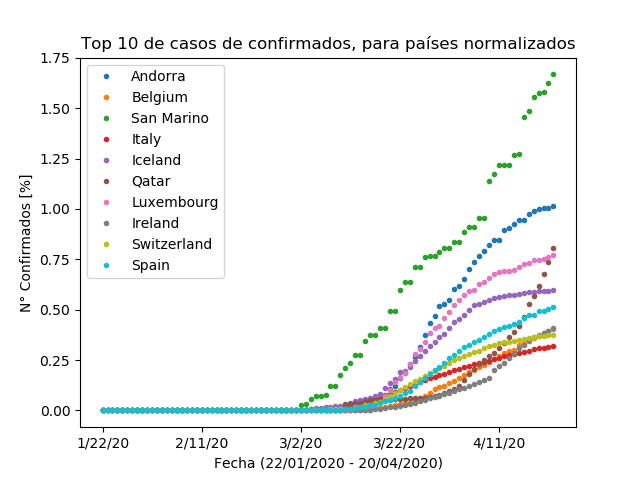 Top 10 de casos de confirmados, para países normalizados
1.75
1.50
1.25
1.00
0.75
0.50
0.25
0.00
N° Confirmados [%]
Andorra
Belgium
San Marino
Italy
Iceland
Qatar
Luxembourg
Ireland
Switzerland
Spain
1/22/20 2/11/20 3/2/20 3/22/20 4/11/20
Fecha (22/01/2020 - 20/04/2020)